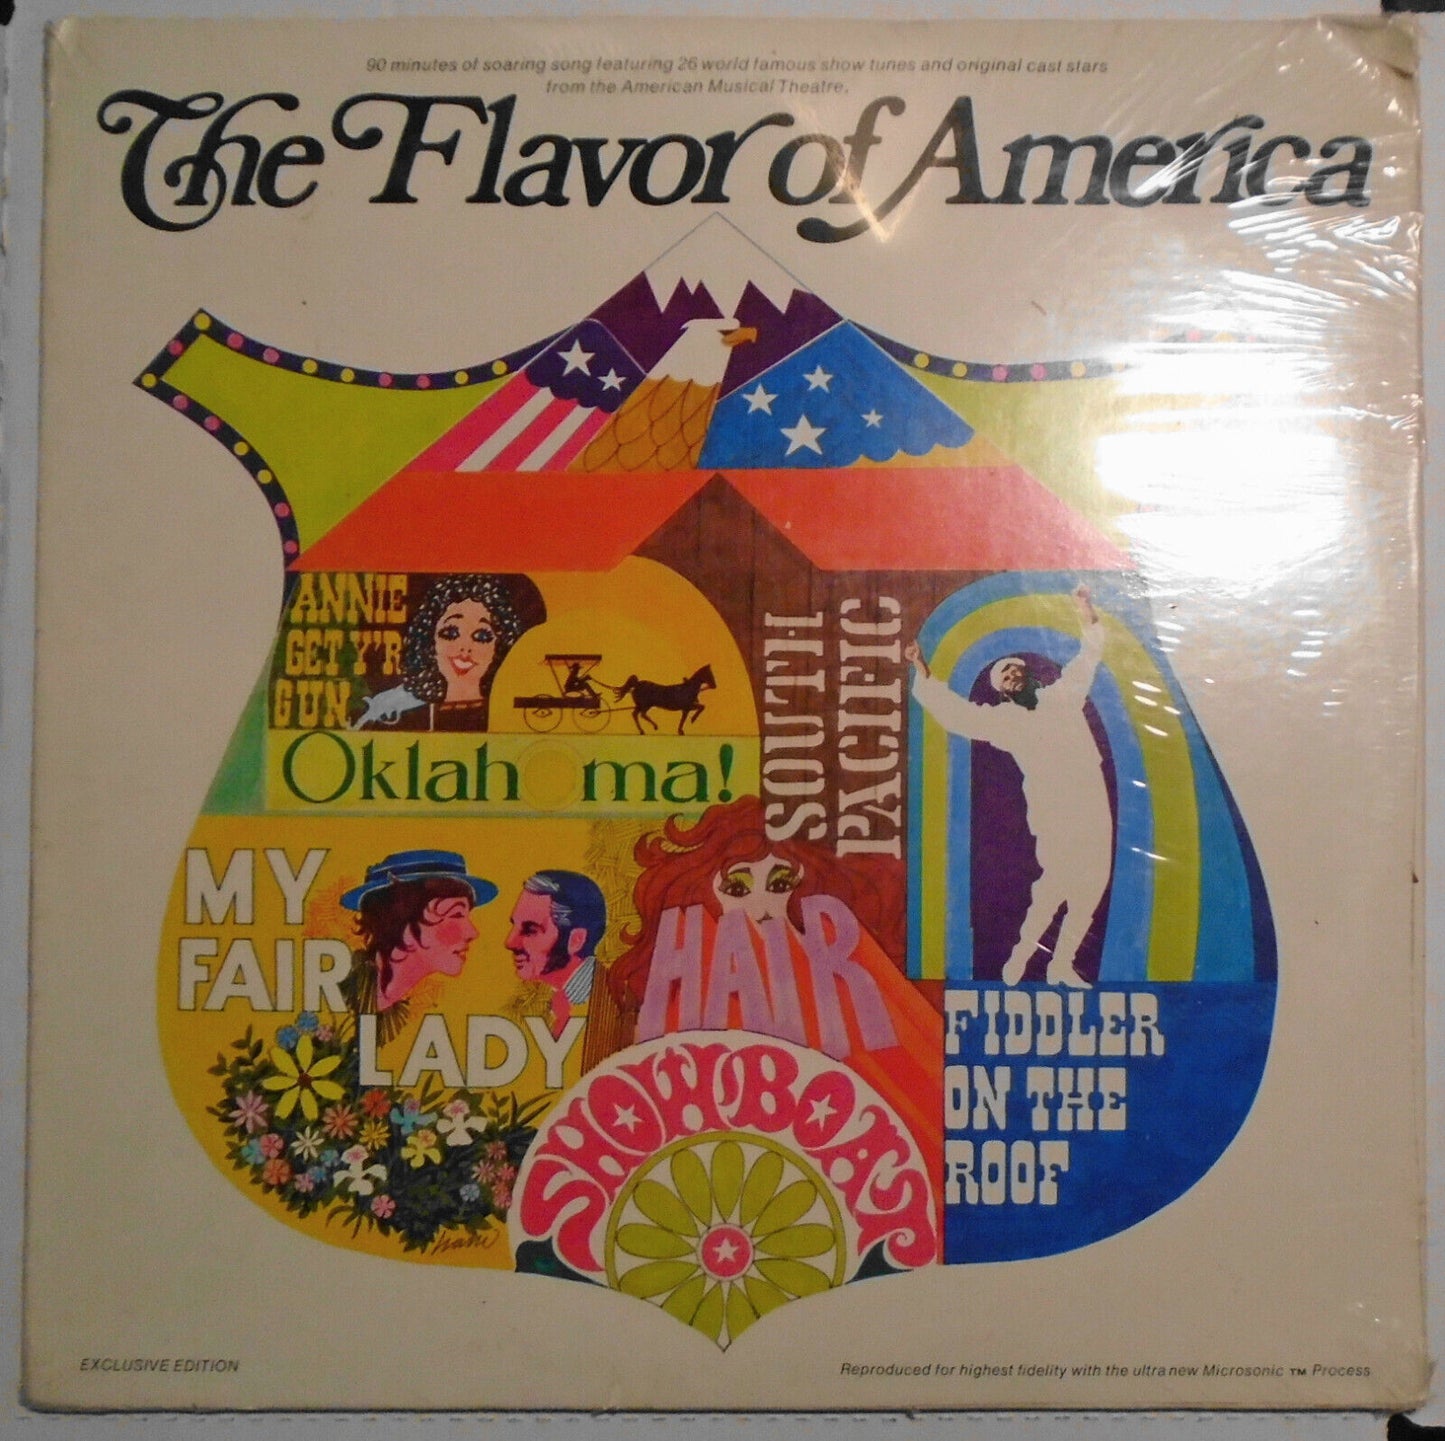 90 minutes of soaring song featuring 26 world famous show tunes and original cast stars
from the American Musical Theatre.
The Flavor of America
ANNIE
GET Y'R
GUN
Oklahoma!
SOUTH
PACIFIC
MY
FAIR
LADY
HAIR
FIDDLER
ON THE
ROOF
SHOW BOAT
EXCLUSIVE EDITION
Reproduced for highest fidelity with the ultra new Microsonic ™ Process